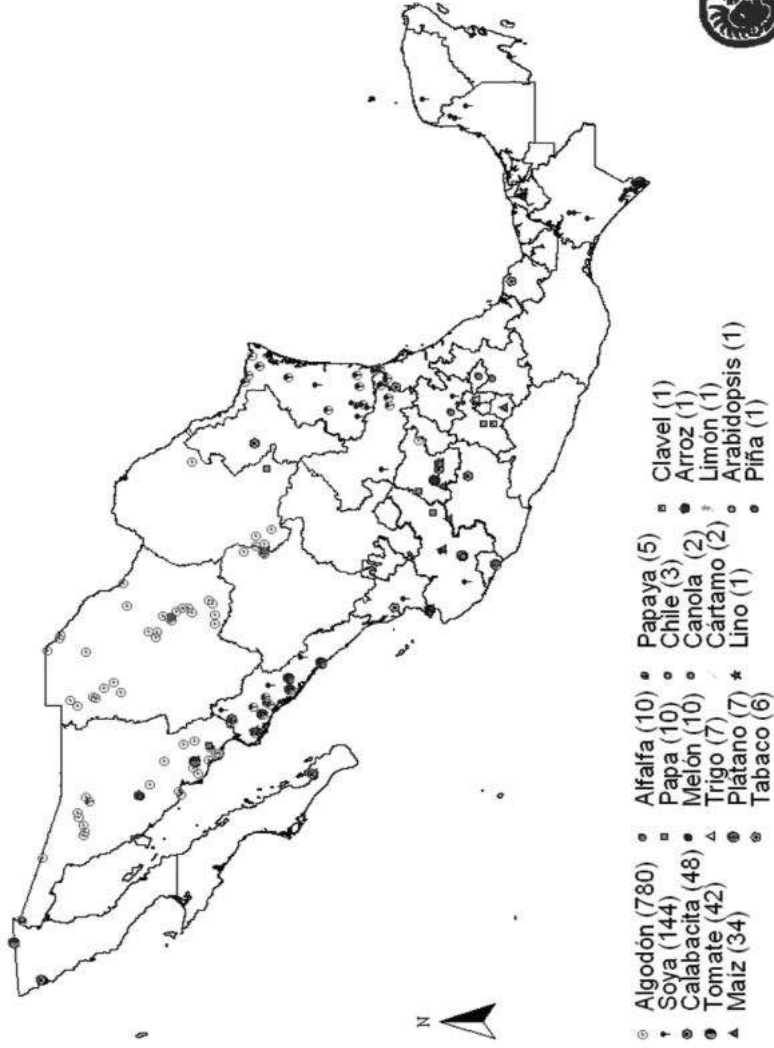 N
Algodón (780)
Soya (144)
Calabacita (48)
Tomate (42)
Maiz (34)
Alfalfa (10)
Papa (10)
Melón (10)
Trigo (7)
Plátano (7)
Tabaco (6)
Papaya (5)
Chile (3)
Canola (2)
Cártamo (2)
Lino (1)
Clavel (1)
Arroz (1)
Limón (1)
Arabidopsis (1)
Piña (1)